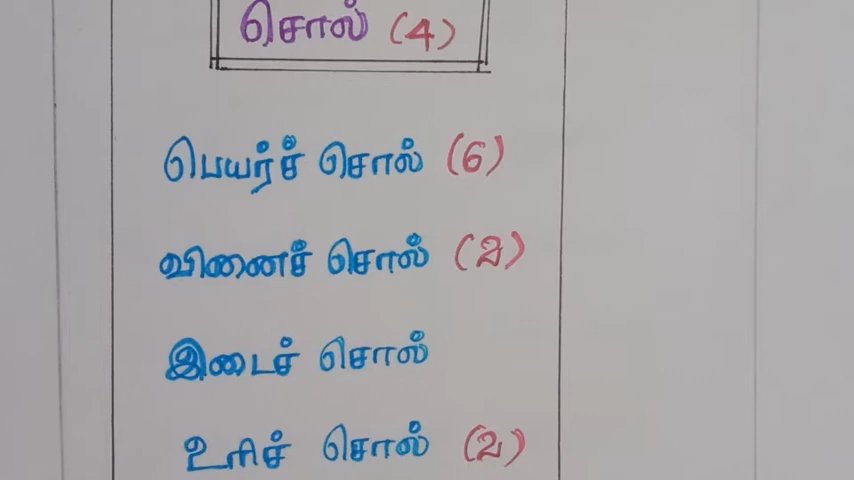 சொல் (4)
பெயர்ச் சொல் (6)
வினைச் சொல் (2)
இடைச் சொல்
உரிச் சொல் (2)